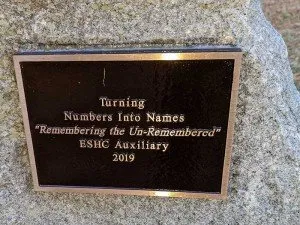 Turning
Numbers Into Names
"Remembering the Un-Remembered"
ESHC Auxiliary
2019